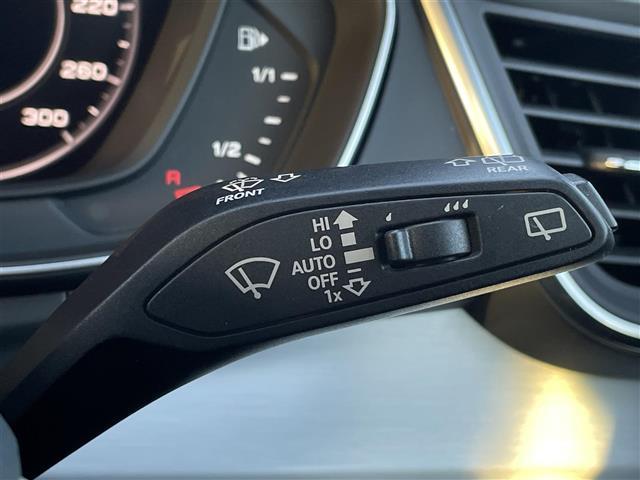 220
260
300
1/1
1/2
R
FRONT
REAR
HI
LO
AUTO
OFF
1x